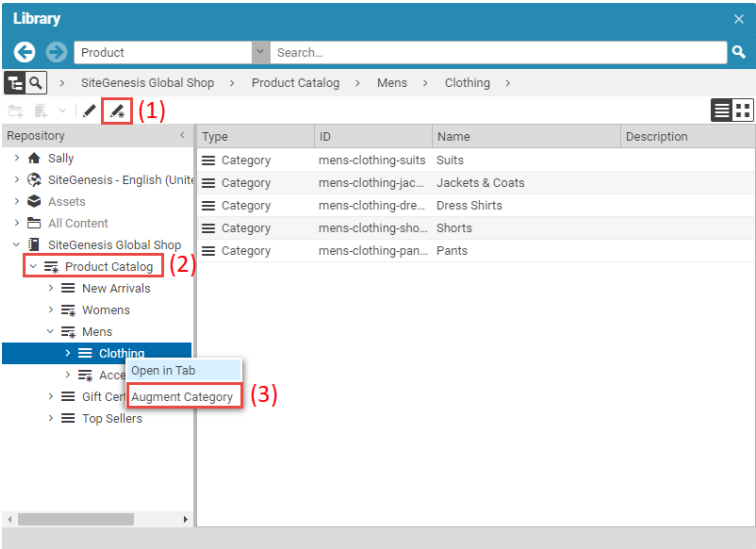 Library
Product
Search...
> SiteGenesis Global Shop > Product Catalog > Mens > Clothing >
(1)
Repository
Type ID Name Description
Sally
SiteGenesis - English (Unite
Assets
All Content
SiteGenesis Global Shop
Product Catalog (2)
New Arrivals
Womens
Mens
Clothing
Acce
Gift Cert
Top Sellers
Category mens-clothing-suits Suits
Category mens-clothing-jac... Jackets & Coats
Category mens-clothing-dre... Dress Shirts
Category mens-clothing-sho... Shorts
Category mens-clothing-pan... Pants
Open in Tab
Augment Category (3)